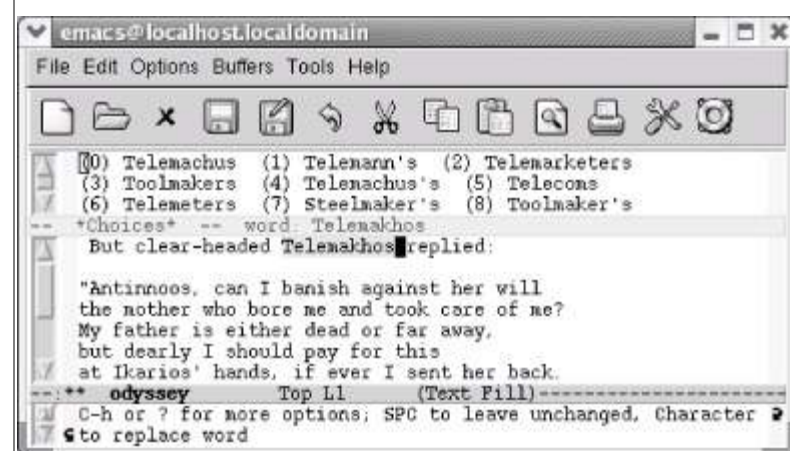 emacs@localhost.localdomain
File Edit Options Buffers Tools Help
(0) Telemachus (1) Telemann's (2) Telemarketers
(3) Toolmakers (4) Telemachus's (5) Telecoms
(6) Telemeters (7) Steelmaker's (8) Toolmaker's
-- *Choices* -- word: Telemakhos
But clear-headed Telemakhos replied:
"Antinnoos, can I banish against her will
the mother who bore me and took care of me?
My father is either dead or far away,
but dearly I should pay for this
at Ikarios' hands, if ever I sent her back.
--:** odyssey Top L1 (Text Fill)----------------------
C-h or ? for more options; SPC to leave unchanged, Character
to replace word